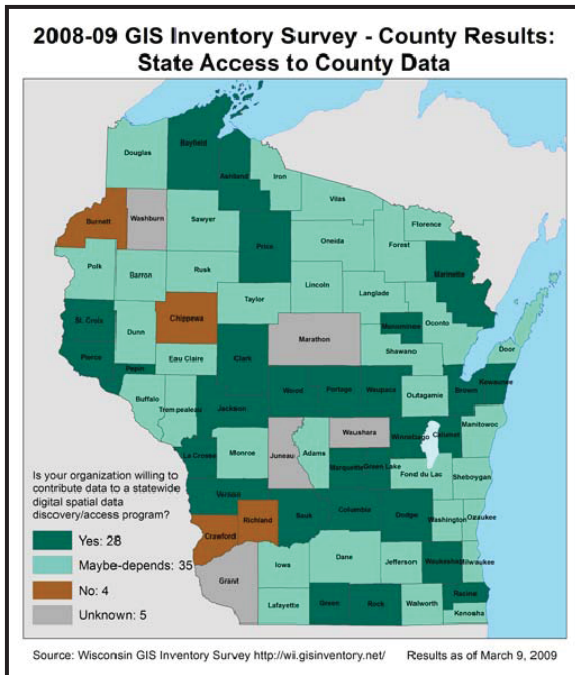 2008-09 GIS Inventory Survey - County Results:
State Access to County Data
Bayfield
Douglas
Ashland
Iron
Vilas
Burnett
Washburn
Sawyer
Florence
Price
Oneida
Forest
Marinette
Polk
Barron
Rusk
Lincoln
Langlade
Taylor
Chippewa
Oconto
St. Croix
Dunn
Menominee
Marathon
Shawano
Door
Pierce
Pepin
Eau Claire
Clark
Buffalo
Trempealeau
Jackson
Wood
Portage
Waupaca
Outagamie
Brown
Kewaunee
Waushara
Winnebago
Calumet
Manitowoc
La Crosse
Monroe
Juneau
Adams
Marquette
Green Lake
Fond du Lac
Sheboygan
Vernon
Richland
Sauk
Columbia
Dodge
Washington
Ozaukee
Crawford
Grant
Iowa
Dane
Jefferson
Waukesha
Milwaukee
Lafayette
Green
Rock
Walworth
Racine
Kenosha
Is your organization willing to
contribute data to a statewide
digital spatial data
discovery/access program?
Yes: 28
Maybe-depends: 35
No: 4
Unknown: 5
Source: Wisconsin GIS Inventory Survey http://wii.gisinventory.net/ Results as of March 9, 2009